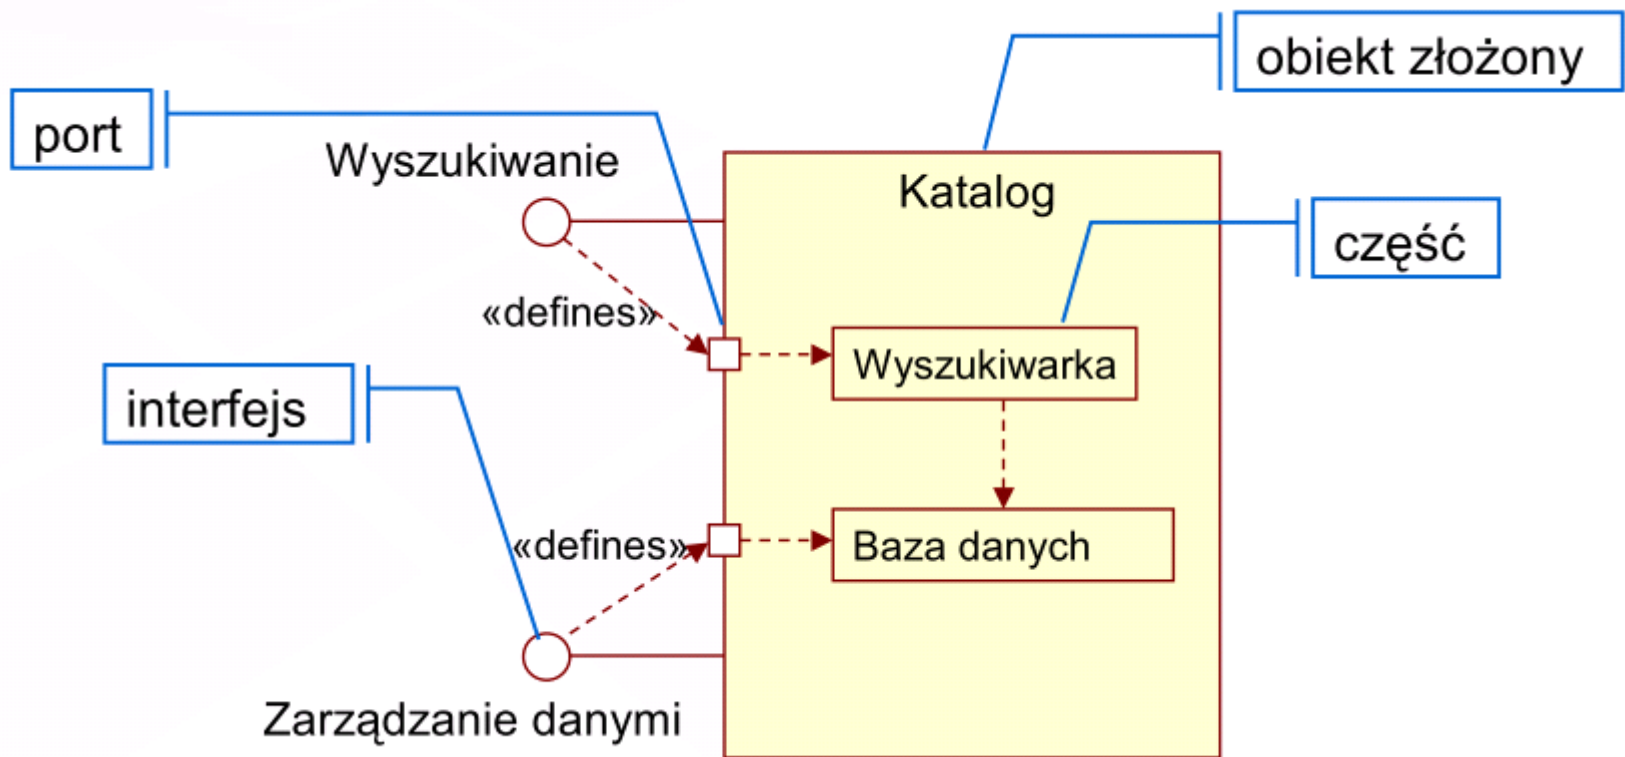 obiekt złożony
port
Wyszukiwanie
Katalog
część
«defines»
Wyszukiwarka
interfejs
«defines»
Baza danych
Zarządzanie danymi